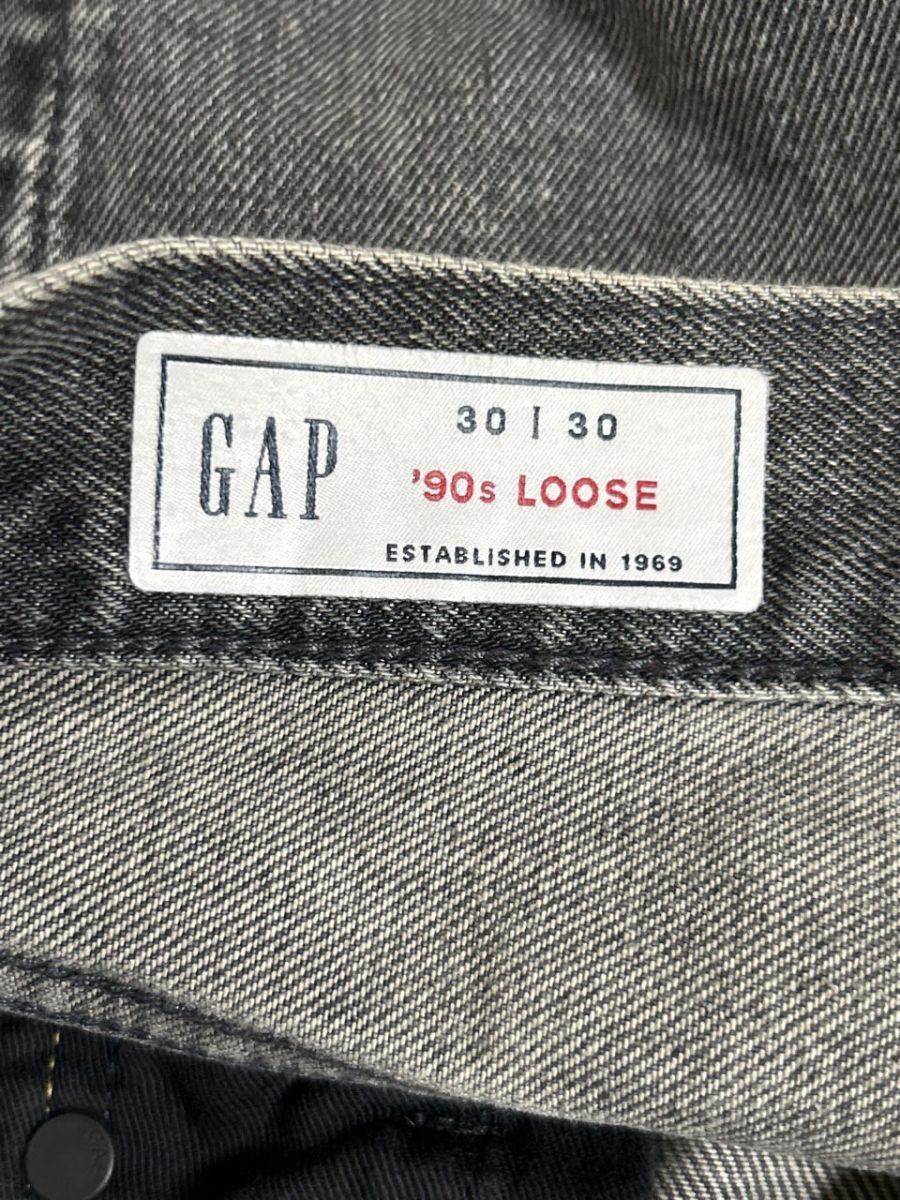 GAP
30 | 30
'90s LOOSE
ESTABLISHED IN 1969